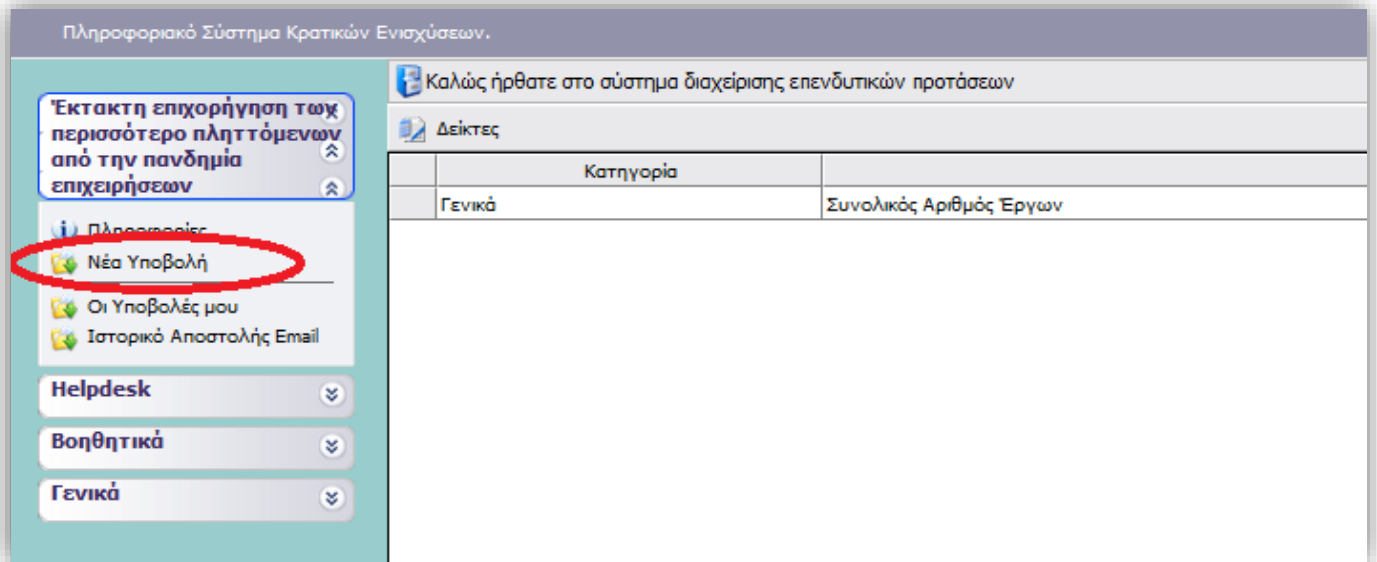 Πληροφοριακό Σύστημα Κρατικών Ενισχύσεων.
Έκτακτη επιχορήγηση των
περισσότερο πληττόμενων
από την πανδημία
επιχειρήσεων
Πληροφορίες
Νέα Υποβολή
Οι Υποβολές μου
Ιστορικό Αποστολής Email
Helpdesk
Βοηθητικά
Γενικά
Καλώς ήρθατε στο σύστημα διαχείρισης επενδυτικών προτάσεων
Δείκτες
Κατηγορία
Γενικά Συνολικός Αριθμός Έργων